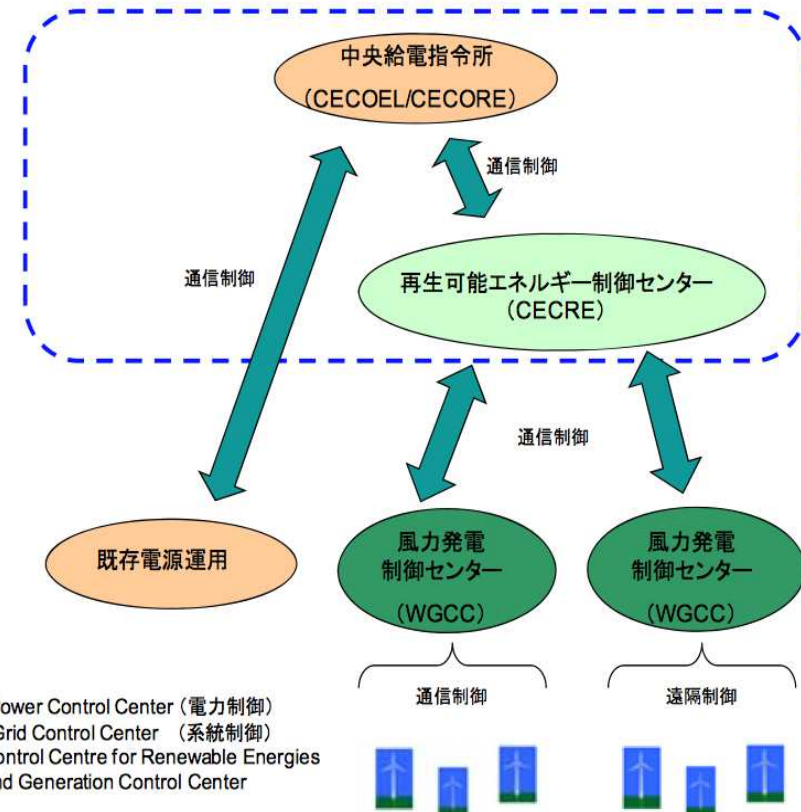 中央給電指令所
(CECOEL/CECORE)
通信制御
通信制御
再生可能エネルギー制御センター
(CECRE)
通信制御
既存電源運用
風力発電
制御センター
(WGCC)
風力発電
制御センター
(WGCC)
通信制御
遠隔制御
ower Control Center (電力制御)
Grid Control Center (系統制御)
ontrol Centre for Renewable Energies
nd Generation Control Center